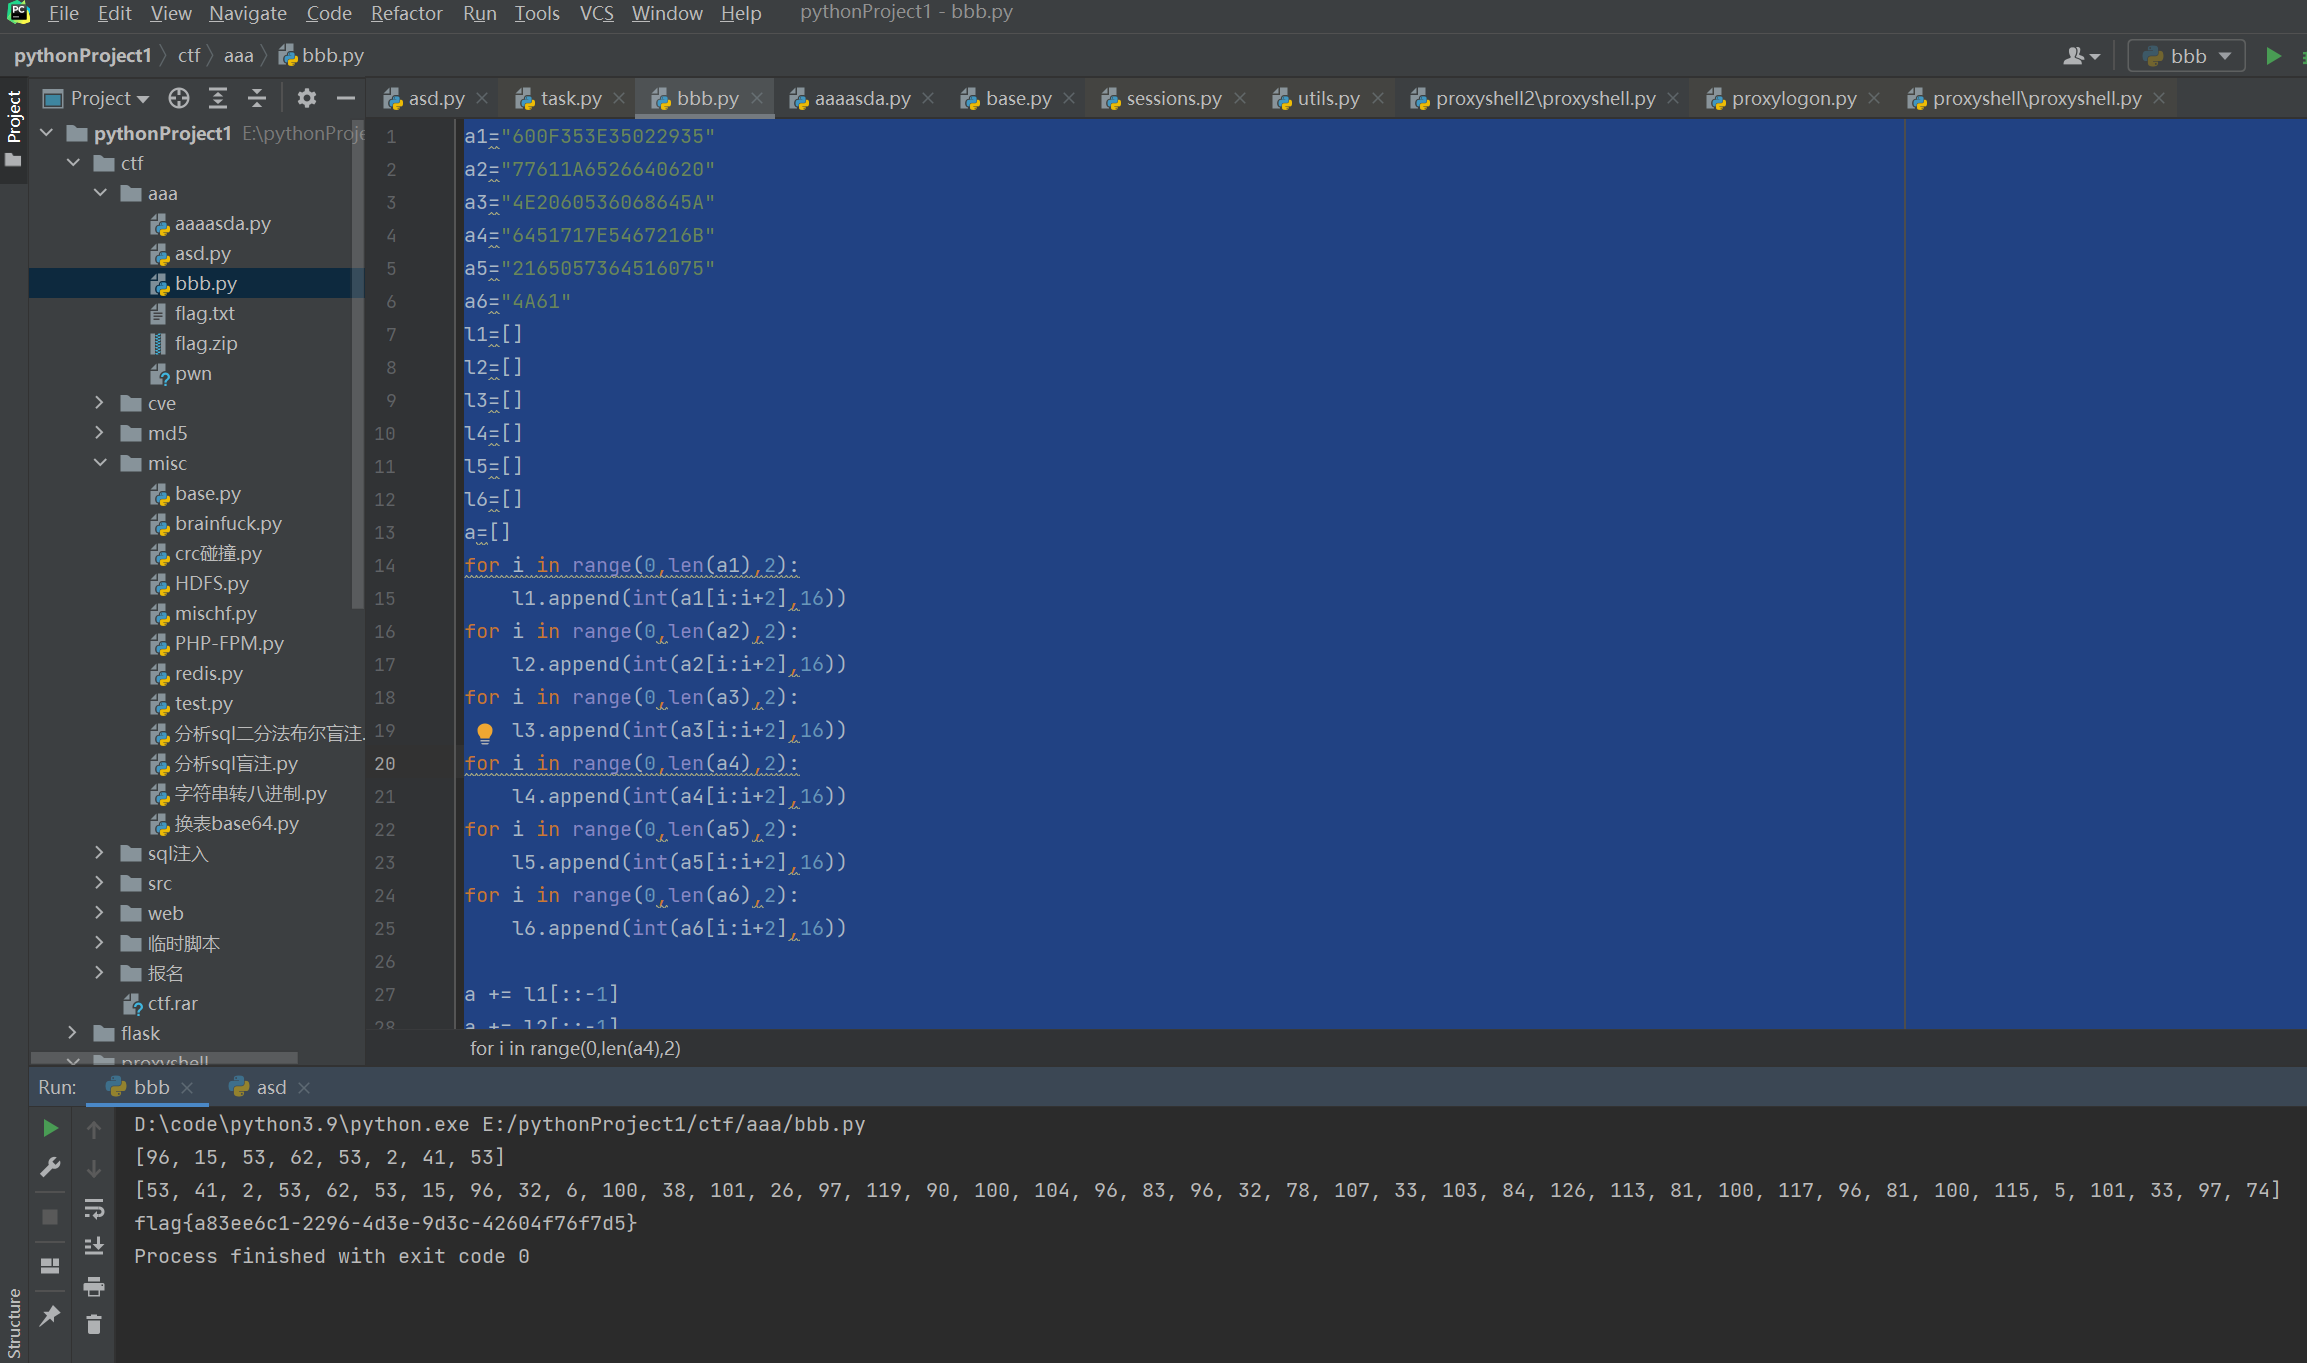 File Edit View Navigate Code Refactor Run Tools VCS Window Help pythonProject1 - bbb.py
pythonProject1 ctf aaa bbb.py bbb
Project
Project
asd.py task.py bbb.py aaaasda.py base.py sessions.py utils.py proxyshell2\proxyshell.py proxylogon.py proxyshell\proxyshell.py
pythonProject1 E:\pythonProje
ctf
aaa
aaaasda.py
asd.py
bbb.py
flag.txt
flag.zip
pwn
cve
md5
misc
base.py
brainfuck.py
crc碰撞.py
HDFS.py
mischf.py
PHP-FPM.py
redis.py
test.py
分析sql二分法布尔盲注.
分析sql盲注.py
字符串转八进制.py
换表base64.py
sql注入
src
web
临时脚本
报名
ctf.rar
flask
proxyshell
1 a1="600F353E35022935"
2 a2="77611A6526640620"
3 a3="4E2060536068645A"
4 a4="6451717E5467216B"
5 a5="2165057364516075"
6 a6="4A61"
7 l1=[]
8 l2=[]
9 l3=[]
10 l4=[]
11 l5=[]
12 l6=[]
13 a=[]
14 for i in range(0,len(a1),2):
15 l1.append(int(a1[i:i+2],16))
16 for i in range(0,len(a2),2):
17 l2.append(int(a2[i:i+2],16))
18 for i in range(0,len(a3),2):
19 l3.append(int(a3[i:i+2],16))
20 for i in range(0,len(a4),2):
21 l4.append(int(a4[i:i+2],16))
22 for i in range(0,len(a5),2):
23 l5.append(int(a5[i:i+2],16))
24 for i in range(0,len(a6),2):
25 l6.append(int(a6[i:i+2],16))
26
27 a += l1[::-1]
28 a += l2[::-1]
for i in range(0,len(a4),2)
Run: bbb asd
D:\code\python3.9\python.exe E:/pythonProject1/ctf/aaa/bbb.py
[96, 15, 53, 62, 53, 2, 41, 53]
[53, 41, 2, 53, 62, 53, 15, 96, 32, 6, 100, 38, 101, 26, 97, 119, 90, 100, 104, 96, 83, 96, 32, 78, 107, 33, 103, 84, 126, 113, 81, 100, 117, 96, 81, 100, 115, 5, 101, 33, 97, 74]
flag{a83ee6c1-2296-4d3e-9d3c-42604f76f7d5}
Process finished with exit code 0
Structure